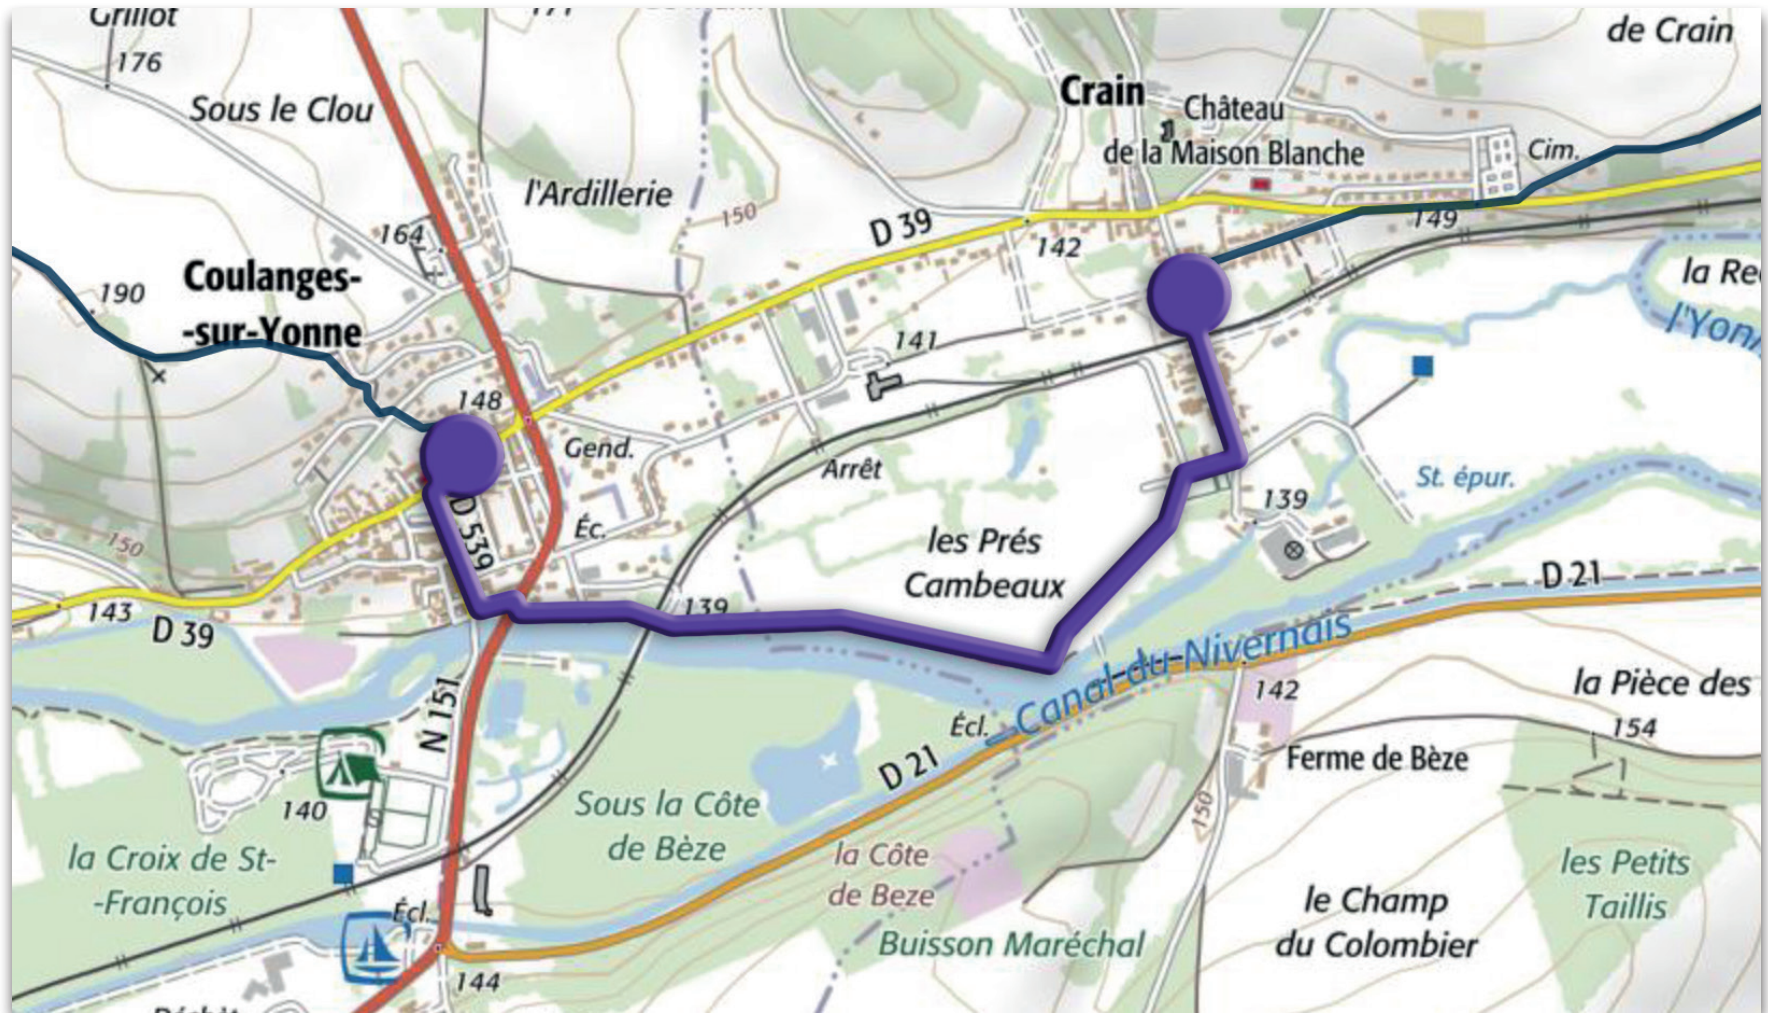 Grillot
176
Sous le Clou
de Crain
Crain
Château
de la Maison Blanche
Cim.
l'Ardillerie
150
D 39
164
142
149
Coulanges-
-sur-Yonne
190
la Re
l'Yon
141
148
Gend.
Arrêt
St. épur.
D 539
Éc.
139
150
les Prés
Cambeaux
143
D 39
139
D 21
Canal du Nivernais
N 151
142
la Pièce des
154
Écl.
D 21
Ferme de Bèze
140
Sous la Côte
de Bèze
150
la Croix de St-
-François
la Côte
de Beze
les Petits
Taillis
le Champ
du Colombier
Écl.
Buisson Maréchal
144